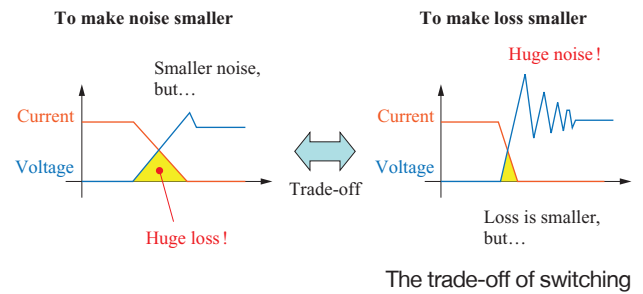 To make noise smaller
Smaller noise,
but…
Current
Voltage
Huge loss!
Trade-off
To make loss smaller
Huge noise!
Current
Voltage
Loss is smaller,
but…
The trade-off of switching